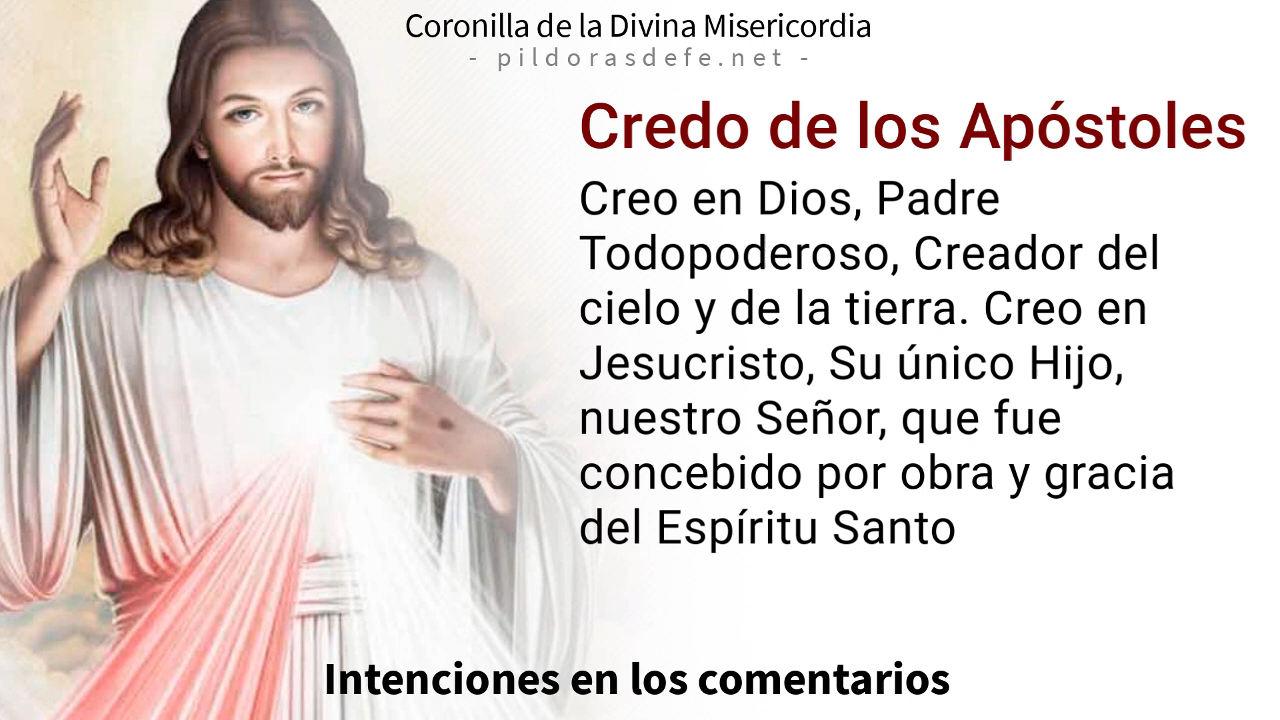 Coronilla de la Divina Misericordia
- pildorasdefe.net -
Credo de los Apóstoles
Creo en Dios, Padre
Todopoderoso, Creador del
cielo y de la tierra. Creo en
Jesucristo, Su único Hijo,
nuestro Señor, que fue
concebido por obra y gracia
del Espíritu Santo
Intenciones en los comentarios